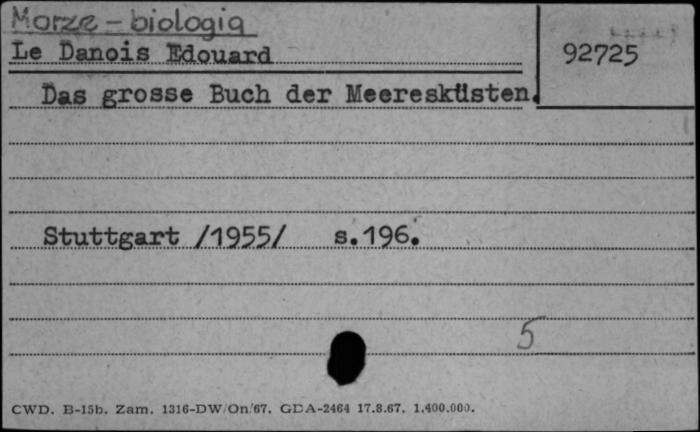 Morze - biologia
Le Danois Edouard
92725
Das grosse Buch der Meeresküsten.
Stuttgart /1955/ s.196.
5
CWD. B-15b. Zam. 1316-DW/On/67. GDA-2464 17.8.67. 1.400.000.